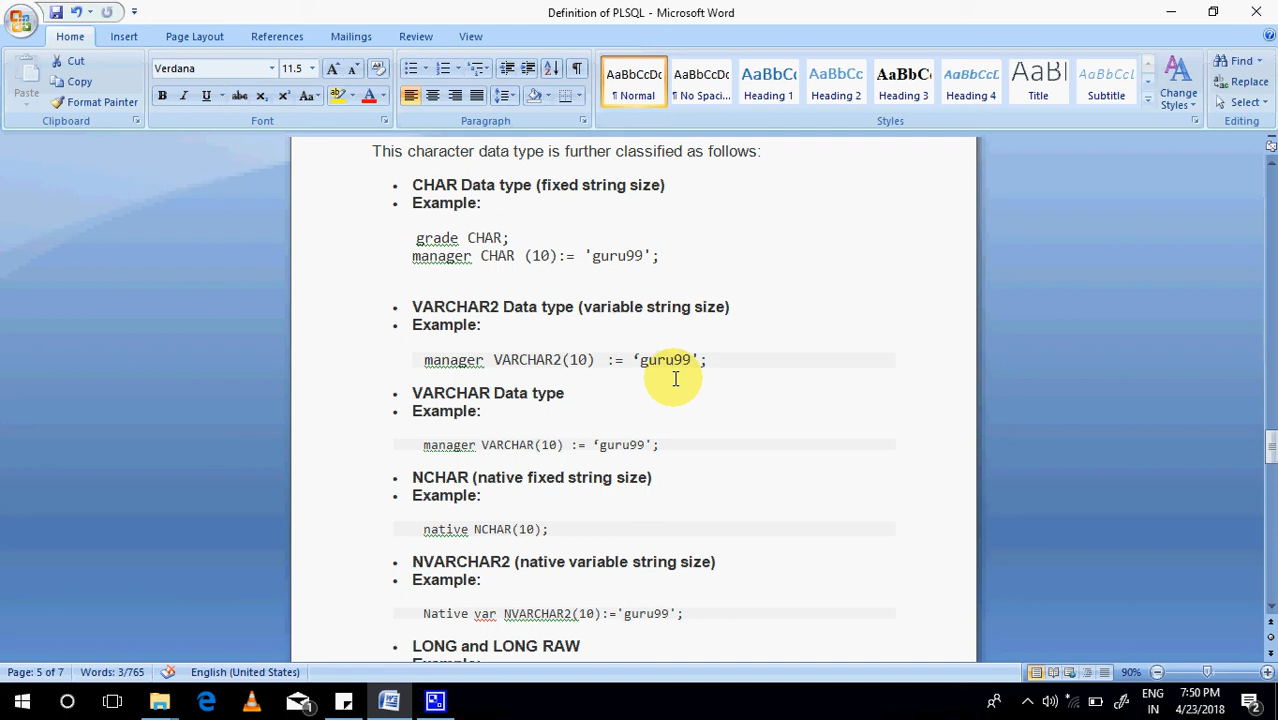 Definition of PLSQL - Microsoft Word
Home Insert Page Layout References Mailings Review View
Paste
Cut
Copy
Format Painter
Clipboard
Verdana 11.5
Font
Paragraph
AaBbCcDc AaBbCcDc AaBbCc AaBbCc AaBbCc AaBbCcL AaBl AaBbCcL
¶ Normal ¶ No Spaci... Heading 1 Heading 2 Heading 3 Heading 4 Title Subtitle
Change Styles
Styles
Find
Replace
Select
Editing
This character data type is further classified as follows:
• CHAR Data type (fixed string size)
• Example:
grade CHAR;
manager CHAR (10):= 'guru99';
• VARCHAR2 Data type (variable string size)
• Example:
manager VARCHAR2(10) := ‘guru99';
• VARCHAR Data type
• Example:
manager VARCHAR(10) := ‘guru99';
• NCHAR (native fixed string size)
• Example:
native NCHAR(10);
• NVARCHAR2 (native variable string size)
• Example:
Native var NVARCHAR2(10):='guru99';
• LONG and LONG RAW
Page: 5 of 7 Words: 3/765 English (United States) 90%
ENG
IN
7:50 PM
4/23/2018